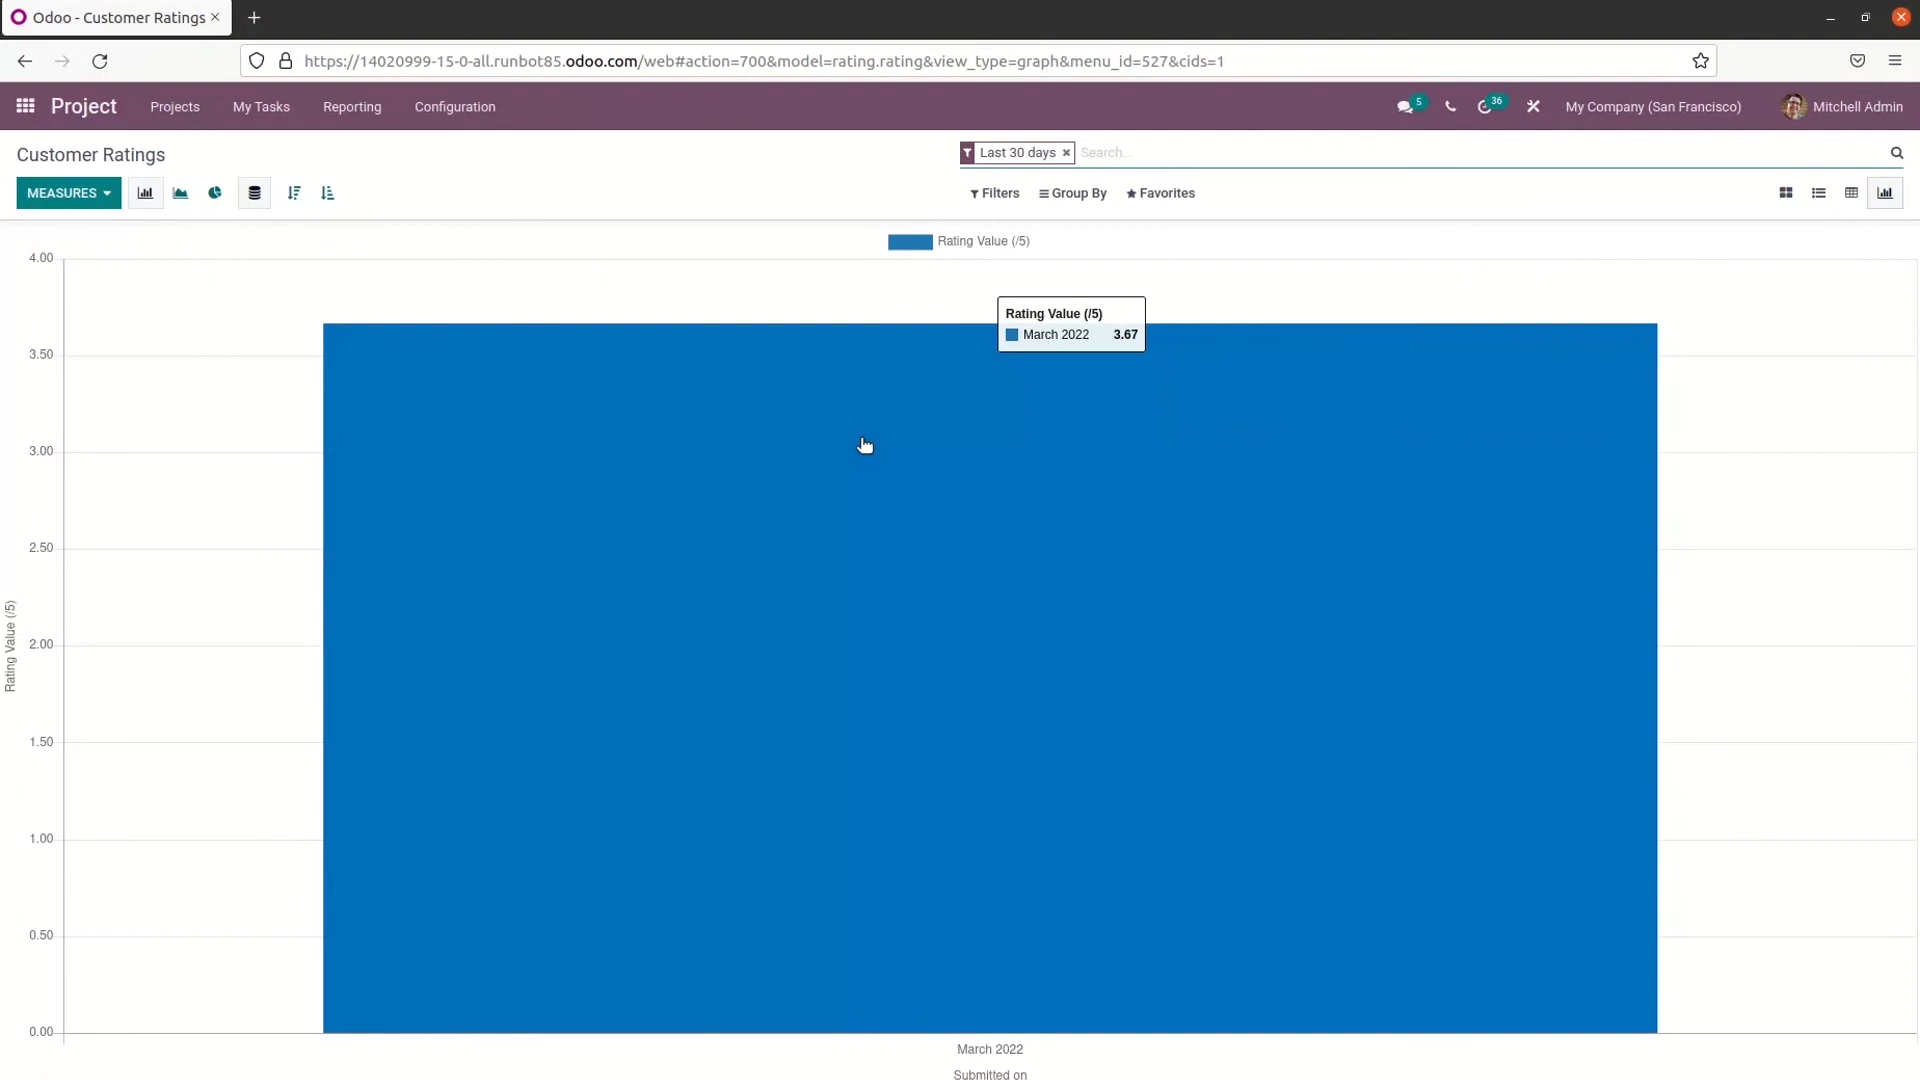 Odoo - Customer Ratings
https://14020999-15-0-all.runbot85.odoo.com/web#action=700&model=rating.rating&view_type=graph&menu_id=527&cids=1
Project Projects My Tasks Reporting Configuration 5 36 My Company (San Francisco) Mitchell Admin
Customer Ratings Last 30 days Search...
MEASURES Filters Group By Favorites
Rating Value (/5)
4.00
Rating Value (/5)
March 2022 3.67
3.50
3.00
2.50
2.00
Rating Value (/5)
1.50
1.00
0.50
0.00
March 2022
Submitted on